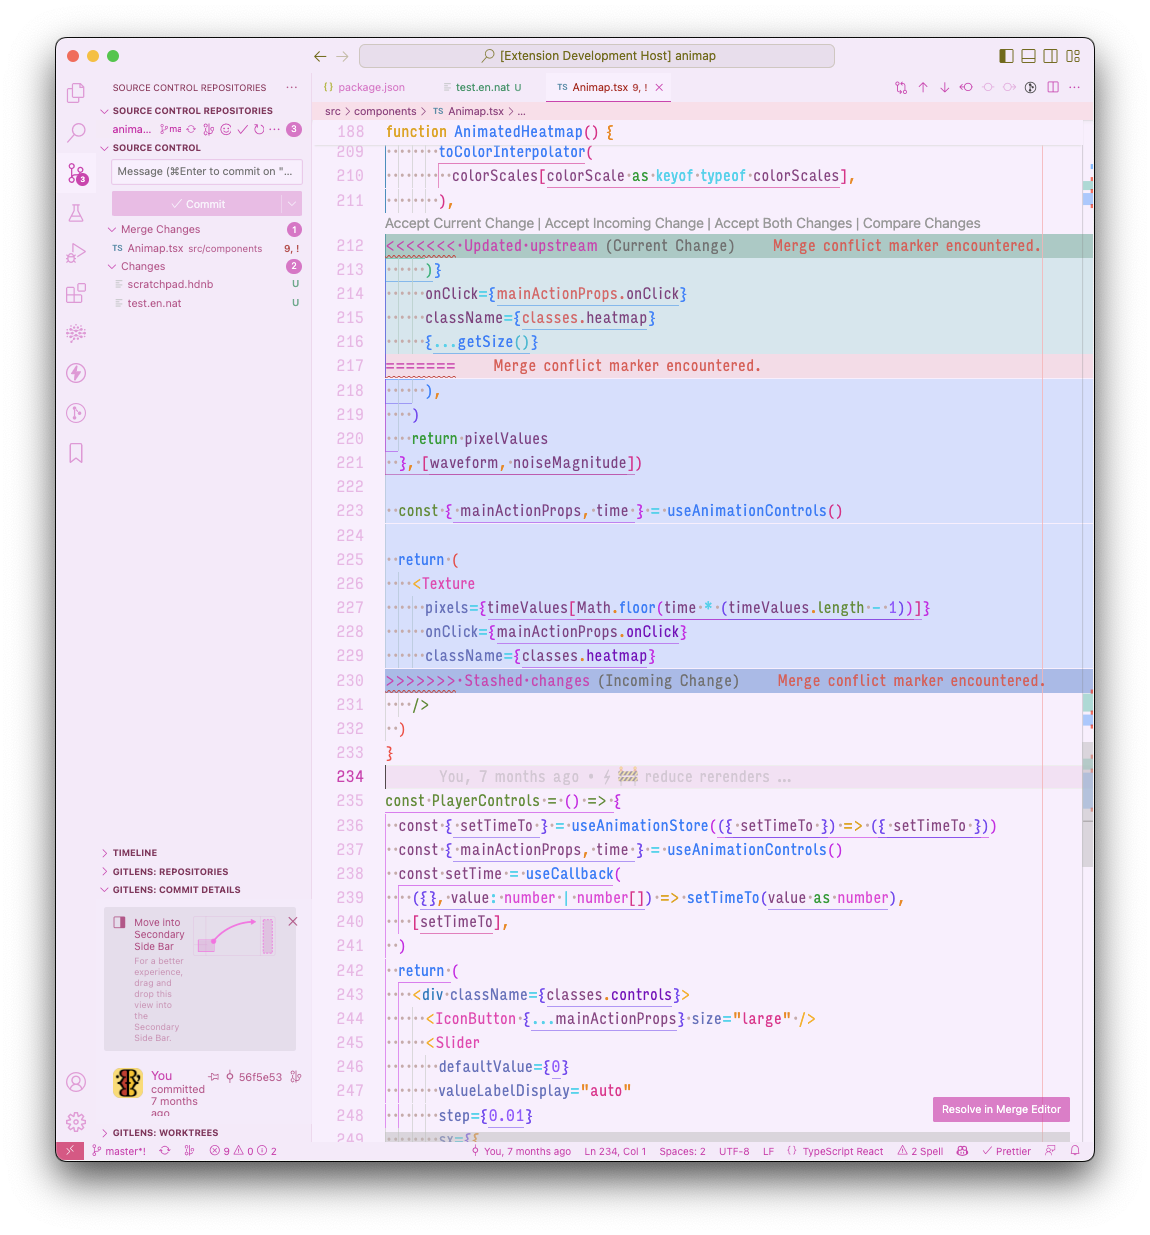 [Extension Development Host] animap
SOURCE CONTROL REPOSITORIES
SOURCE CONTROL REPOSITORIES
anima... ma 3
SOURCE CONTROL
Message (⌘Enter to commit on "...
Commit
Merge Changes 1
Animap.tsx src/components 9, !
Changes 2
scratchpad.hdnb U
test.en.nat U
TIMELINE
GITLENS: REPOSITORIES
GITLENS: COMMIT DETAILS
Move into
Secondary
Side Bar
For a better
experience,
drag and
drop this
view into
the
Secondary
Side Bar.
You 56f5e53
committed
7 months
ago
GITLENS: WORKTREES
package.json test.en.nat U TS Animap.tsx 9, !
src > components > TS Animap.tsx > ...
188 function AnimatedHeatmap() {
209 toColorInterpolator(
210 colorScales[colorScale as keyof typeof colorScales],
211 ),
Accept Current Change | Accept Incoming Change | Accept Both Changes | Compare Changes
212 <<<<<<< Updated upstream (Current Change) Merge conflict marker encountered.
213 )}
214 onClick={mainActionProps.onClick}
215 className={classes.heatmap}
216 {...getSize()}
217 ======= Merge conflict marker encountered.
218 ),
219 )
220 return pixelValues
221 }, [waveform, noiseMagnitude])
222
223 const { mainActionProps, time } = useAnimationControls()
224
225 return (
226 <Texture
227 pixels={timeValues[Math.floor(time * (timeValues.length - 1))]}
228 onClick={mainActionProps.onClick}
229 className={classes.heatmap}
230 >>>>>>> Stashed changes (Incoming Change) Merge conflict marker encountered.
231 />
232 )
233 }
234 You, 7 months ago • ⚡ 🚧 reduce rerenders ...
235 const PlayerControls = () => {
236 const { setTimeTo } = useAnimationStore(({ setTimeTo }) => ({ setTimeTo }))
237 const { mainActionProps, time } = useAnimationControls()
238 const setTime = useCallback(
239 ({}, value: number | number[]) => setTimeTo(value as number),
240 [setTimeTo],
241 )
242 return (
243 <div className={classes.controls}>
244 <IconButton {...mainActionProps} size="large" />
245 <Slider
246 defaultValue={0}
247 valueLabelDisplay="auto"
248 step={0.01}
249 sx={{
Resolve in Merge Editor
master*! 9 0 2 You, 7 months ago Ln 234, Col 1 Spaces: 2 UTF-8 LF {} TypeScript React 2 Spell Prettier